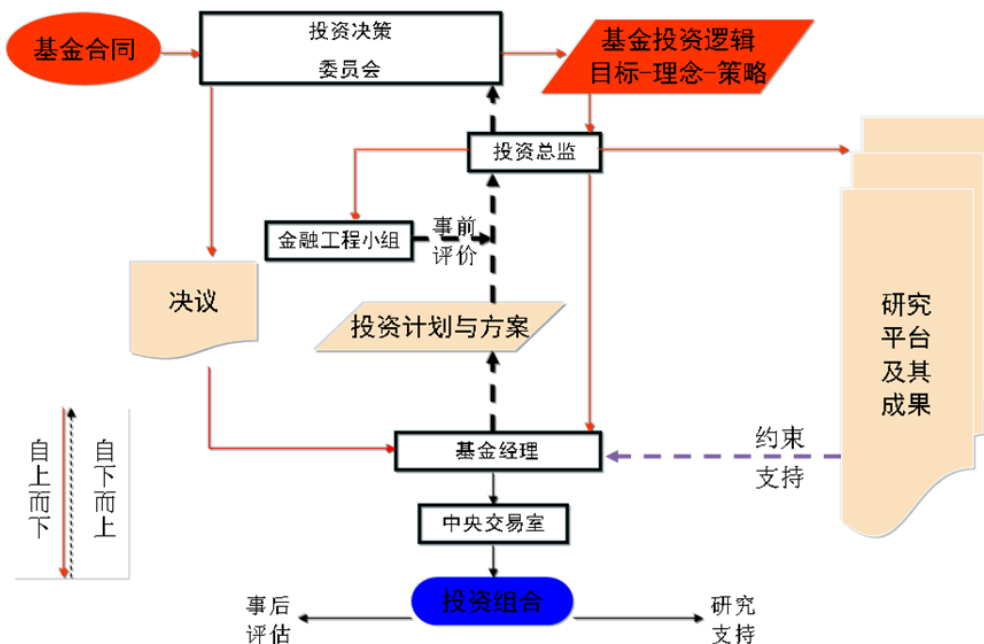 基金合同
投资决策
委员会
基金投资逻辑
目标-理念-策略
投资总监
金融工程小组
事前
评价
决议
投资计划与方案
研究
平台
及其
成果
自上而下
自下而上
基金经理
约束
支持
中央交易室
投资组合
事后
评估
研究
支持